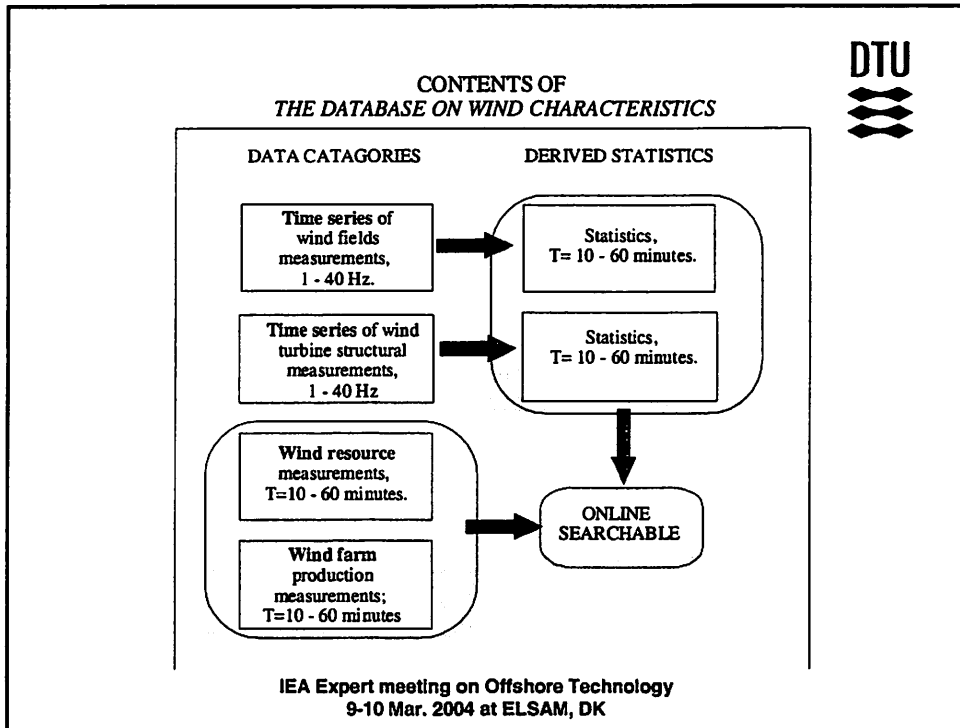 DTU
CONTENTS OF
THE DATABASE ON WIND CHARACTERISTICS
DATA CATAGORIES
DERIVED STATISTICS
Time series of
wind fields
measurements,
1 - 40 Hz.
Statistics,
T= 10 - 60 minutes.
Time series of wind
turbine structural
measurements,
1 - 40 Hz
Statistics,
T= 10 - 60 minutes.
Wind resource
measurements,
T=10 - 60 minutes.
Wind farm
production
measurements;
T=10 - 60 minutes
ONLINE
SEARCHABLE
IEA Expert meeting on Offshore Technology
9-10 Mar. 2004 at ELSAM, DK